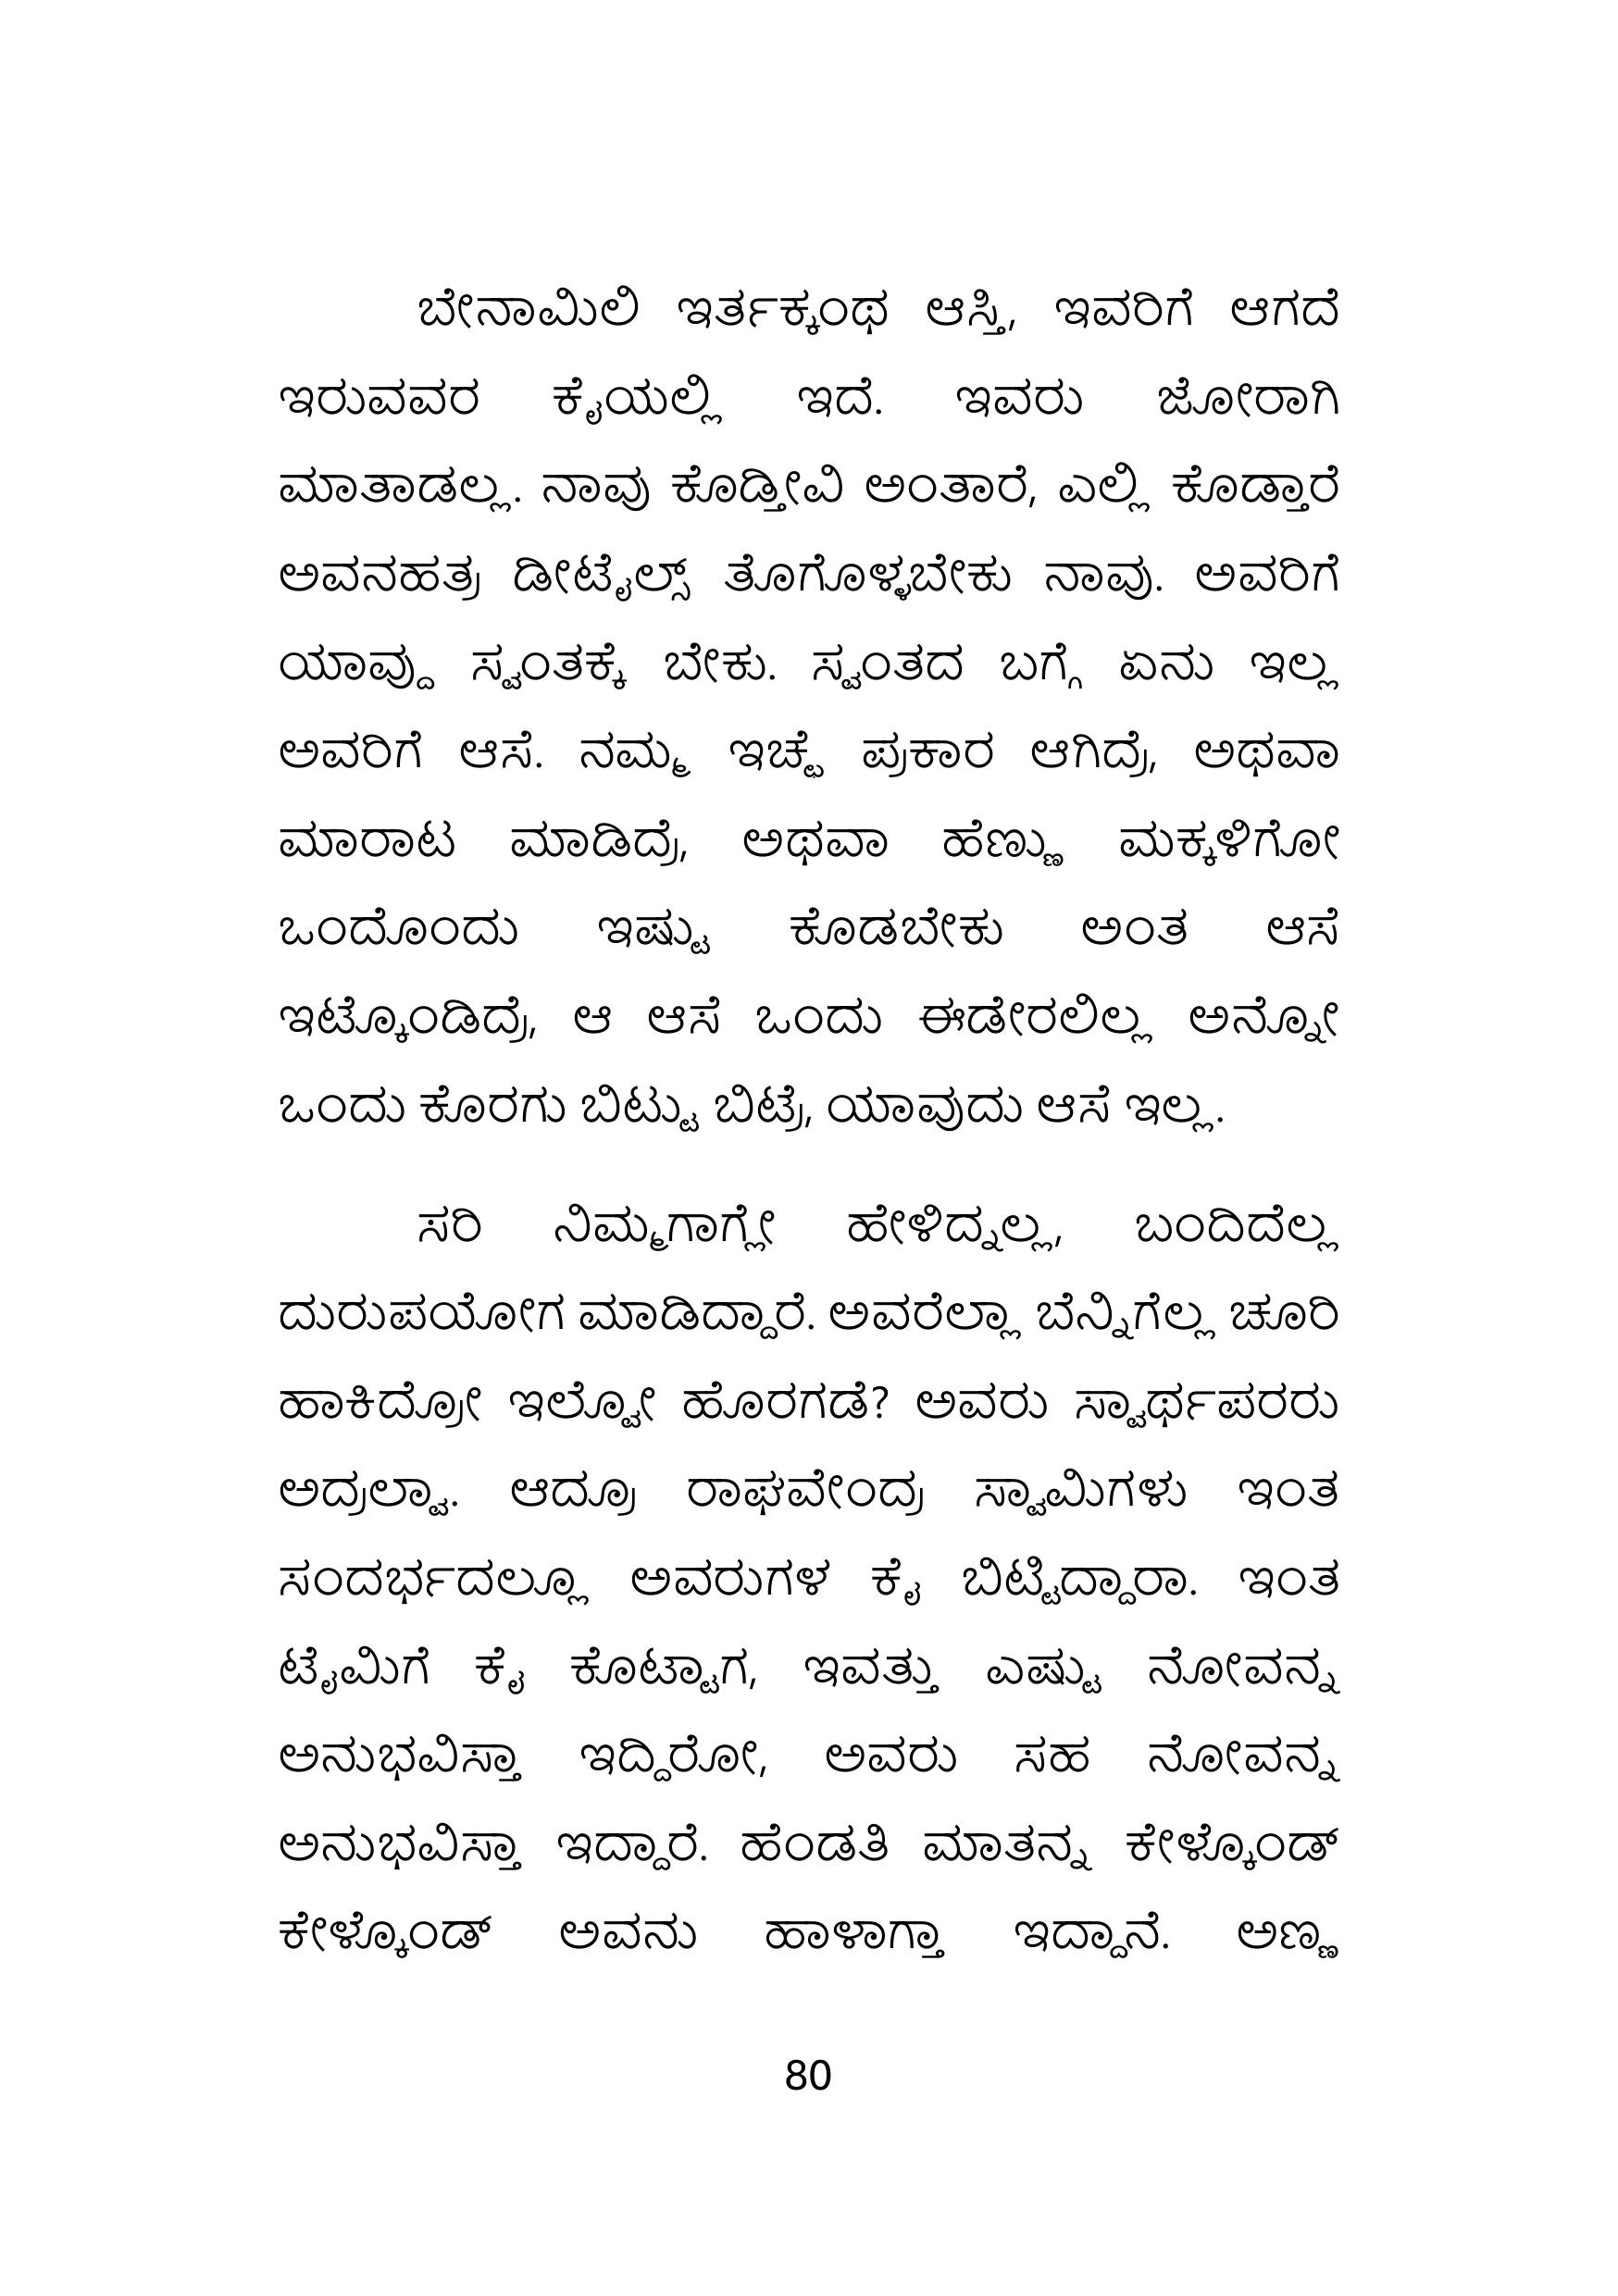 ಬೇನಾಮಿಲಿ ಇರ್ತಕ್ಕಂಥ ಆಸ್ತಿ, ಇವರಿಗೆ ಆಗದೆ
ಇರುವವರ ಕೈಯಲ್ಲಿ ಇದೆ. ಇವರು ಜೋರಾಗಿ
ಮಾತಾಡಲ್ಲ. ನಾವು ಕೊಡ್ತೀವಿ ಅಂತಾರೆ, ಎಲ್ಲಿ ಕೊಡ್ತಾರೆ
ಅವನಹತ್ರ ಡೀಟೈಲ್ಸ್ ತೊಗೊಳ್ಳಬೇಕು ನಾವು. ಅವರಿಗೆ
ಯಾವ್ದು ಸ್ವಂತಕ್ಕೆ ಬೇಕು. ಸ್ವಂತದ ಬಗ್ಗೆ ಏನು ಇಲ್ಲ
ಅವರಿಗೆ ಆಸೆ. ನಮ್ಮ ಇಚ್ಛೆ ಪ್ರಕಾರ ಆಗಿದ್ರೆ, ಅಥವಾ
ಮಾರಾಟ ಮಾಡಿದ್ರೆ, ಅಥವಾ ಹೆಣ್ಣು ಮಕ್ಕಳಿಗೋ
ಒಂದೊಂದು ಇಷ್ಟು ಕೊಡಬೇಕು ಅಂತ ಆಸೆ
ಇಟ್ಕೊಂಡಿದ್ರೆ, ಆ ಆಸೆ ಒಂದು ಈಡೇರಲಿಲ್ಲ ಅನ್ನೋ
ಒಂದು ಕೊರಗು ಬಿಟ್ಟು ಬಿಟ್ರೆ, ಯಾವುದು ಆಸೆ ಇಲ್ಲ.
ಸರಿ ನಿಮ್ಮಗಾಗ್ಲೇ ಹೇಳಿದ್ನಲ್ಲ, ಬಂದಿದೆಲ್ಲ
ದುರುಪಯೋಗ ಮಾಡಿದ್ದಾರೆ. ಅವರೆಲ್ಲಾ ಬೆನ್ನಿಗೆಲ್ಲ ಚೂರಿ
ಹಾಕಿದ್ರೋ ಇಲ್ವೋ ಹೊರಗಡೆ? ಅವರು ಸ್ವಾರ್ಥಪರರು
ಅದ್ರಲ್ವಾ. ಆದ್ರೂ ರಾಘವೇಂದ್ರ ಸ್ವಾಮಿಗಳು ಇಂತ
ಸಂದರ್ಭದಲ್ಲೂ ಅವರುಗಳ ಕೈ ಬಿಟ್ಟಿದ್ದಾರಾ. ಇಂತ
ಟೈಮಿಗೆ ಕೈ ಕೊಟ್ಟಾಗ, ಇವತ್ತು ಎಷ್ಟು ನೋವನ್ನ
ಅನುಭವಿಸ್ತಾ ಇದ್ದಿರೋ, ಅವರು ಸಹ ನೋವನ್ನ
ಅನುಭವಿಸ್ತಾ ಇದ್ದಾರೆ. ಹೆಂಡತಿ ಮಾತನ್ನ ಕೇಳ್ಕೊಂಡ್
ಕೇಳ್ಕೊಂಡ್ ಅವನು ಹಾಳಾಗ್ತಾ ಇದ್ದಾನೆ. ಅಣ್ಣ
80